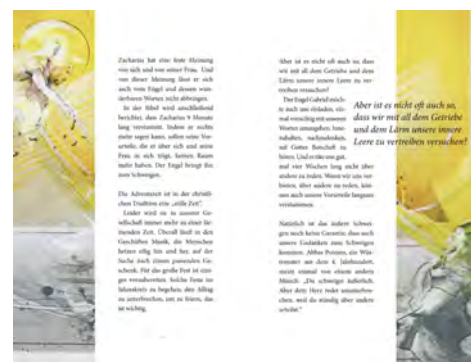 Zacharias hat eine feste Meinung
von sich und von seiner Frau. Und
von dieser Meinung lässt er sich
auch vom Engel und dessen wun-
derbaren Worten nicht abbringen.
In der Bibel wird anschließend
berichtet, dass Zacharias 9 Monate
lang verstummt. Indem er nichts
mehr sagen kann, sollen seine Vor-
urteile, die er über sich und seine
Frau in sich trägt, keinen Raum
mehr haben. Der Engel bringt ihn
zum Schweigen.
Die Adventszeit ist in der christli-
chen Tradition eine „stille Zeit“.
Leider wird sie in unserer Ge-
sellschaft immer mehr zu einer lär-
menden Zeit. Überall läuft in den
Geschäften Musik, die Menschen
hetzen eilig hin und her, auf der
Suche nach einem passenden Ge-
schenk. Für das große Fest ist eini-
ges vorzubereiten. Solche Feste im
Jahreskreis zu begehen, den Alltag
zu unterbrechen, um zu feiern, das
ist wichtig.
Aber ist es nicht oft auch so, dass
wir mit all dem Getriebe und dem
Lärm unsere innere Leere zu ver-
treiben versuchen?
Der Engel Gabriel möch-
te auch uns einladen, ein-
mal vorsichtig mit unseren
Worten umzugehen. Inne-
zuhalten, nachzudenken,
auf Gottes Botschaft zu
hören. Und es täte uns gut,
mal vier Wochen lang nicht über
andere zu reden. Wenn wir uns ver-
bieten, über andere zu reden, kön-
nen auch unsere Vorurteile langsam
verstummen.
Natürlich ist das äußere Schwei-
gen noch keine Garantie, dass auch
unsere Gedanken zum Schweigen
kommen. Abbas Poimen, ein Wüs-
tenvater aus dem 4. Jahrhundert,
meint einmal von einem andern
Mönch: „Du schweigst äußerlich.
Aber dein Herz redet ununterbro-
chen, weil du ständig über andere
urteilst.“
Aber ist es nicht oft auch so,
dass wir mit all dem Getriebe
und dem Lärm unsere innere
Leere zu vertreiben versuchen!